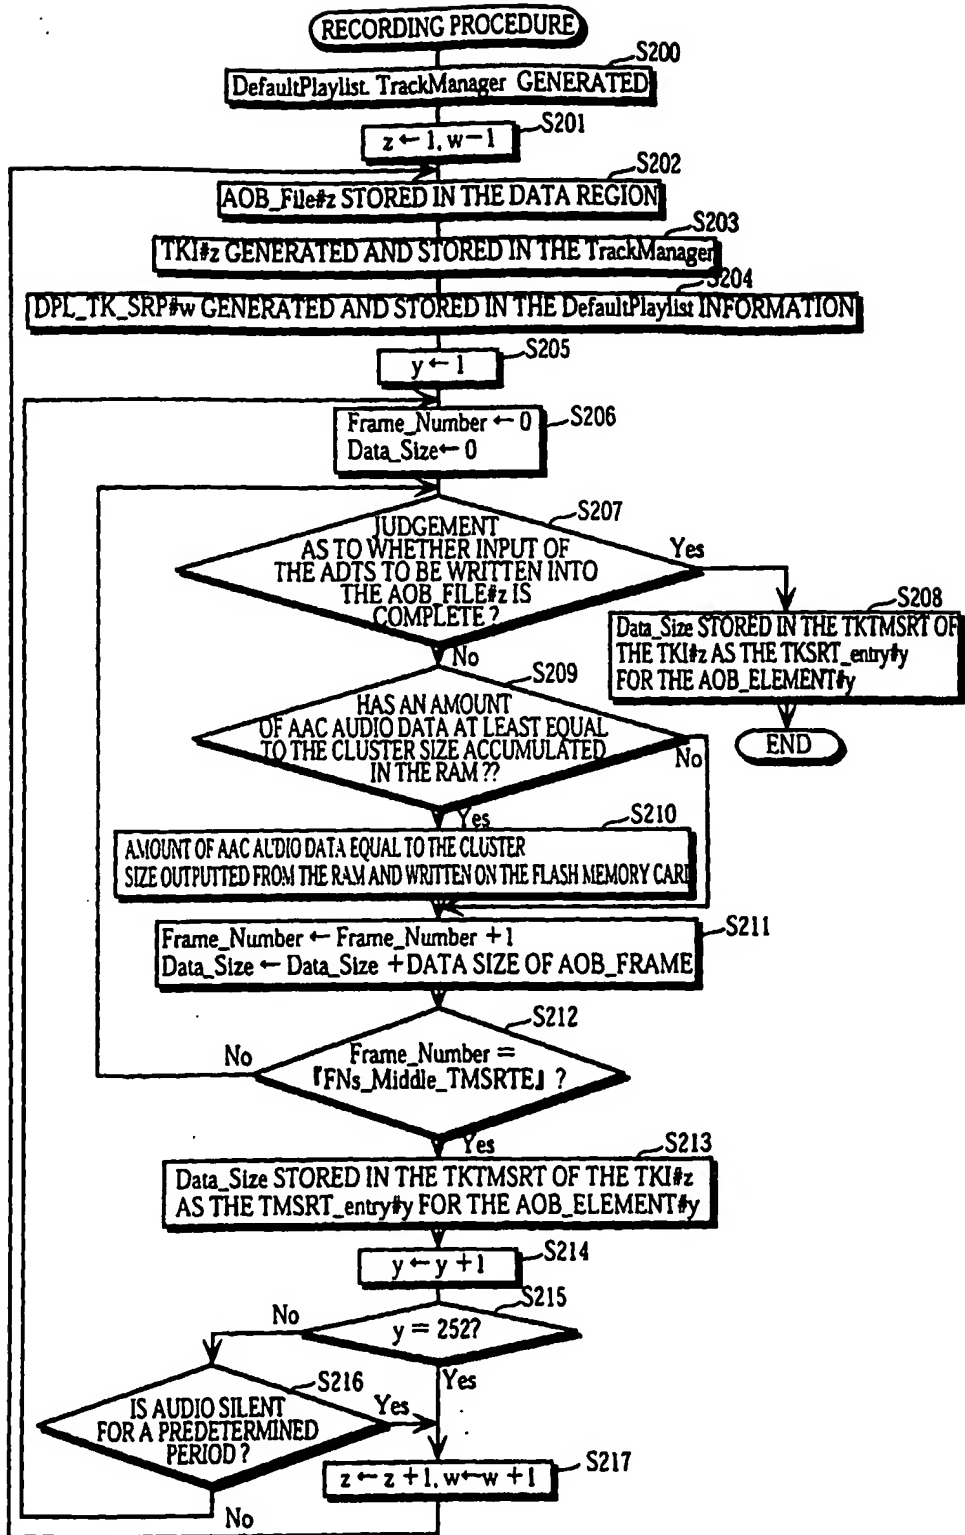 RECORDING PROCEDURE
S200
DefaultPlaylist. TrackManager GENERATED
S201
z ← 1, w−1
S202
AOB_File#z STORED IN THE DATA REGION
S203
TKI#z GENERATED AND STORED IN THE TrackManager
S204
DPL_TK_SRP#w GENERATED AND STORED IN THE DefaultPlaylist INFORMATION
S205
y ← 1
S206
Frame_Number ← 0
Data_Size← 0
S207
JUDGEMENT
AS TO WHETHER INPUT OF
THE ADTS TO BE WRITTEN INTO
THE AOB_FILE#z IS
COMPLETE ?
Yes
No
S208
Data_Size STORED IN THE TKTMSRT OF
THE TKI#z AS THE TKSRT_entry#y
FOR THE AOB_ELEMENT#y
END
S209
HAS AN AMOUNT
OF AAC AUDIO DATA AT LEAST EQUAL
TO THE CLUSTER SIZE ACCUMULATED
IN THE RAM ??
No
Yes
S210
AMOUNT OF AAC AUDIO DATA EQUAL TO THE CLUSTER
SIZE OUTPUTTED FROM THE RAM AND WRITTEN ON THE FLASH MEMORY CARD
S211
Frame_Number ← Frame_Number +1
Data_Size ← Data_Size +DATA SIZE OF AOB_FRAME
S212
No
Frame_Number =
『FNs_Middle_TMSRTE』 ?
Yes
S213
Data_Size STORED IN THE TKTMSRT OF THE TKI#z
AS THE TMSRT_entry#y FOR THE AOB_ELEMENT#y
S214
y ← y +1
S215
No
y = 252?
Yes
S216
IS AUDIO SILENT
FOR A PREDETERMINED
PERIOD ?
Yes
No
S217
z ← z +1, w←w +1